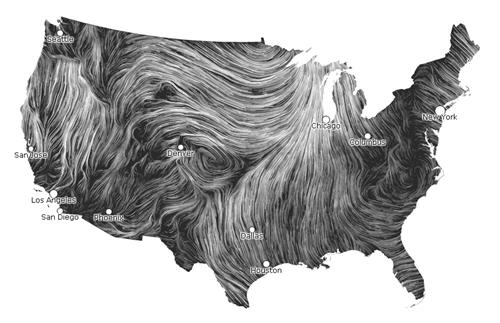 Seattle
New York
Chicago
Columbus
San Jose
Denver
Los Angeles
San Diego
Phoenix
Dallas
Houston